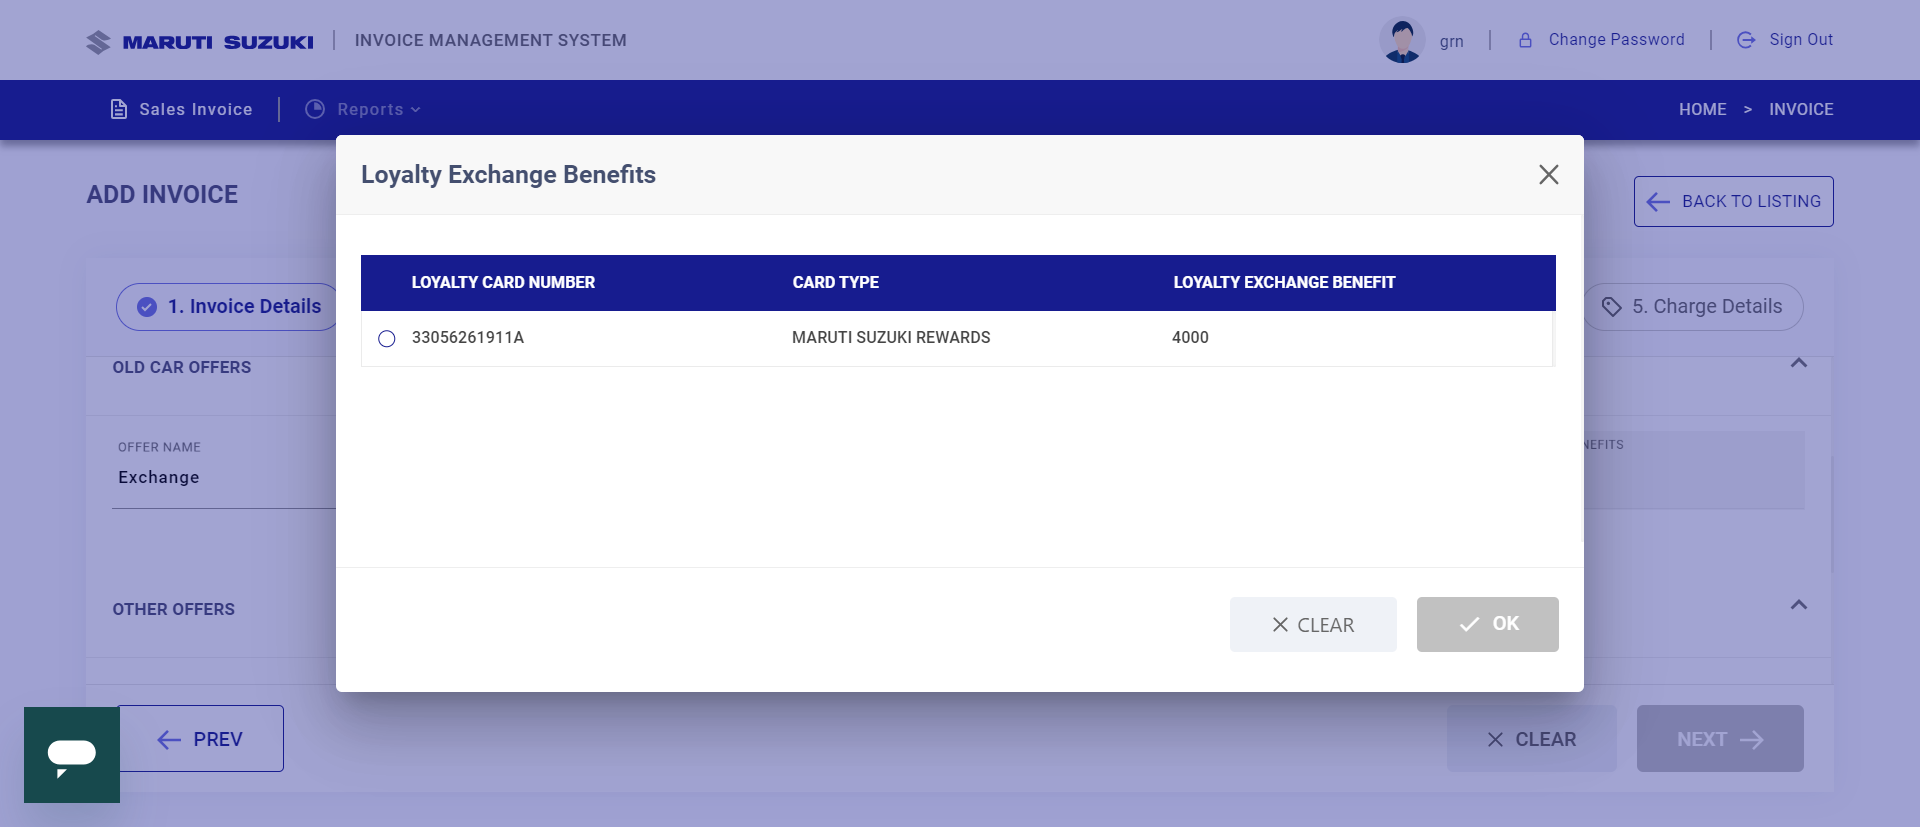 MARUTI SUZUKI
INVOICE MANAGEMENT SYSTEM
grn
Change Password
Sign Out
Sales Invoice
Reports
HOME > INVOICE
ADD INVOICE
BACK TO LISTING
Loyalty Exchange Benefits
1. Invoice Details
5. Charge Details
LOYALTY CARD NUMBER
CARD TYPE
LOYALTY EXCHANGE BENEFIT
33056261911A
MARUTI SUZUKI REWARDS
4000
OLD CAR OFFERS
OFFER NAME
Exchange
OTHER OFFERS
CLEAR
OK
PREV
CLEAR
NEXT